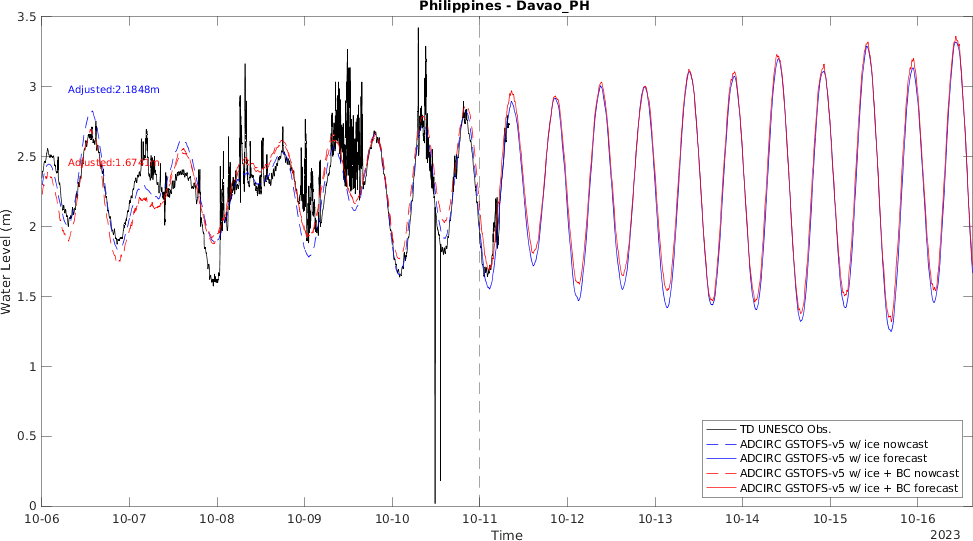 Philippines - Davao_PH
3.5
3
2.5
2
1.5
1
0.5
0
Water Level (m)
Adjusted:2.1848m
Adjusted:1.674
TD UNESCO Obs.
ADCIRC GSTOFS-v5 w/ ice nowcast
ADCIRC GSTOFS-v5 w/ ice forecast
ADCIRC GSTOFS-v5 w/ ice + BC nowcast
ADCIRC GSTOFS-v5 w/ ice + BC forecast
10-06 10-07 10-08 10-09 10-10 10-11 10-12 10-13 10-14 10-15 10-16
Time
2023